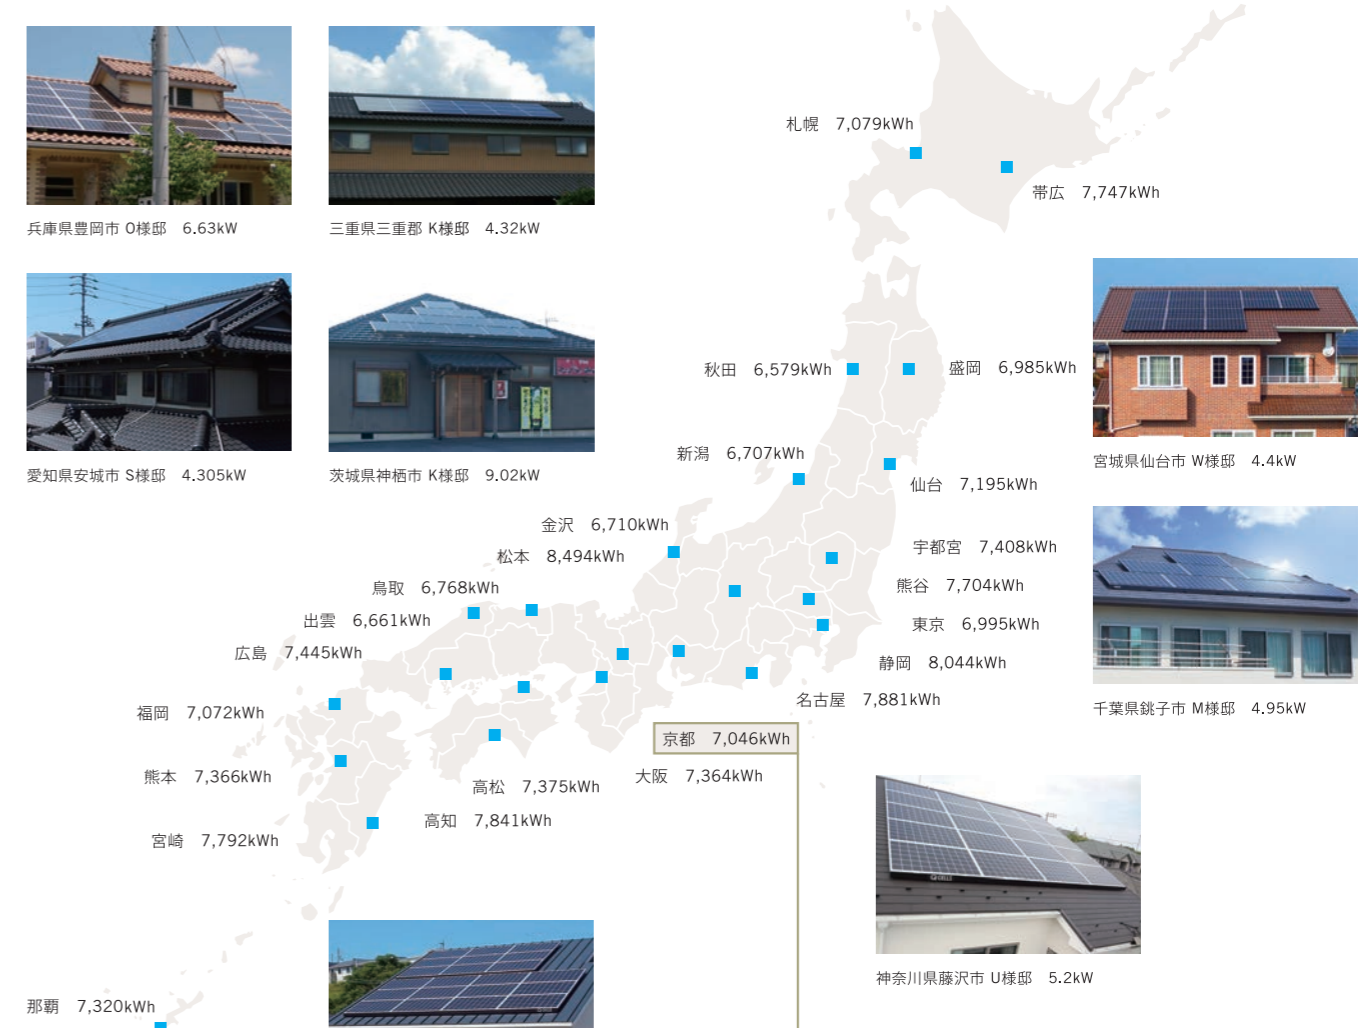 札幌 7,079kWh
帯広 7,747kWh
兵庫県豊岡市 O様邸 6.63kW
三重県三重郡 K様邸 4.32kW
秋田 6,579kWh
盛岡 6,985kWh
新潟 6,707kWh
宮城県仙台市 W様邸 4.4kW
愛知県安城市 S様邸 4.305kW
茨城県神栖市 K様邸 9.02kW
仙台 7,195kWh
金沢 6,710kWh
松本 8,494kWh
宇都宮 7,408kWh
鳥取 6,768kWh
熊谷 7,704kWh
出雲 6,661kWh
東京 6,995kWh
広島 7,445kWh
静岡 8,044kWh
名古屋 7,881kWh
千葉県銚子市 M様邸 4.95kW
福岡 7,072kWh
京都 7,046kWh
熊本 7,366kWh
大阪 7,364kWh
高松 7,375kWh
高知 7,841kWh
宮崎 7,792kWh
神奈川県藤沢市 U様邸 5.2kW
那覇 7,320kWh